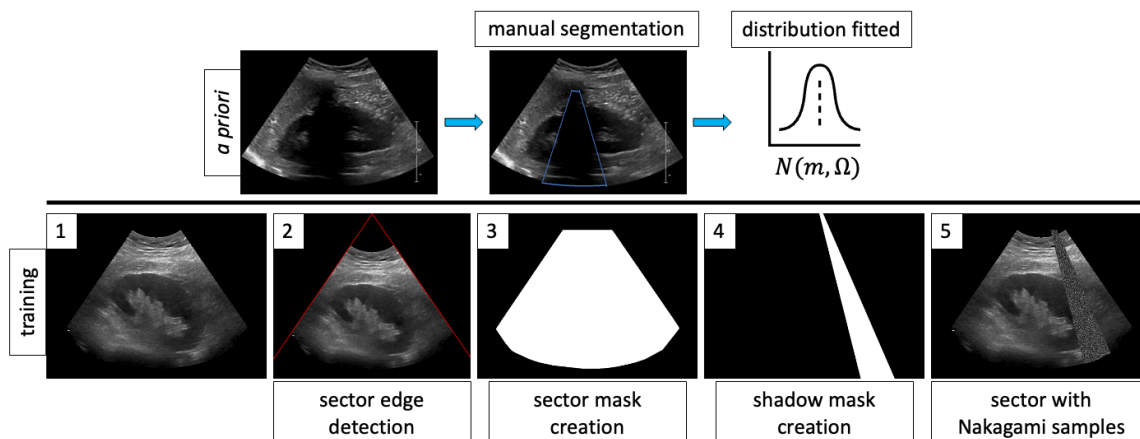 manual segmentation
distribution fitted
a priori
N(m, Ω)
training
1
2
3
4
5
sector edge
detection
sector mask
creation
shadow mask
creation
sector with
Nakagami samples